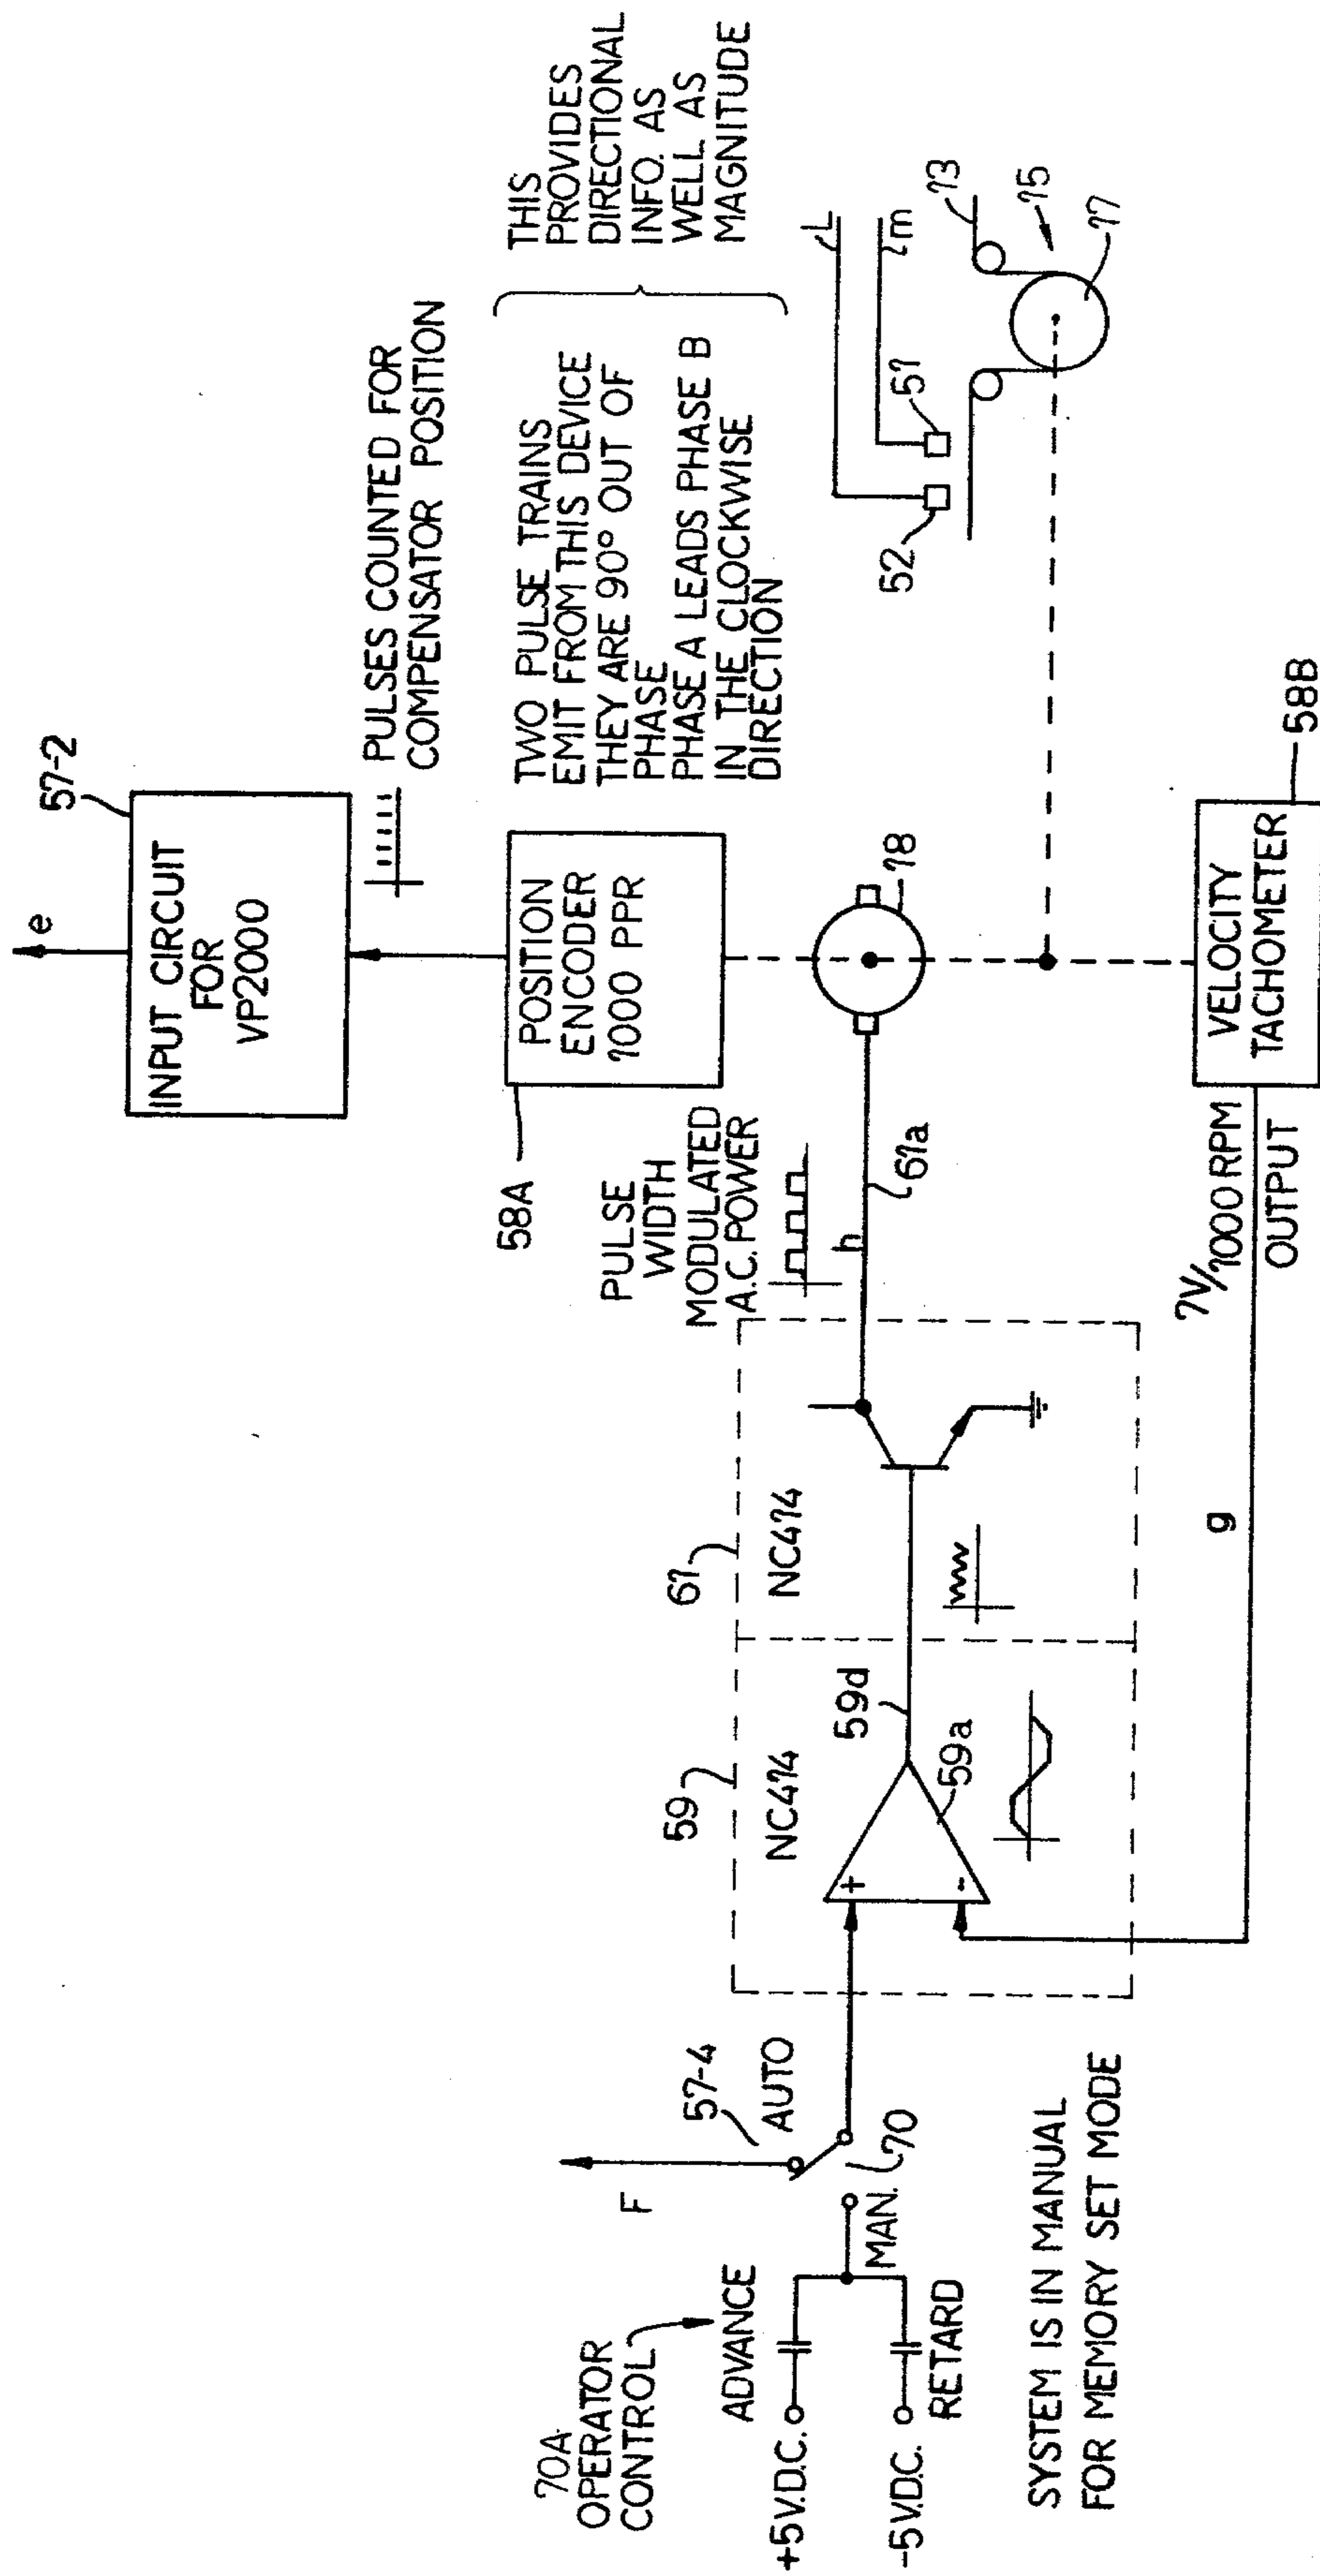 e
57-2
INPUT CIRCUIT
FOR
VP2000
PULSES COUNTED FOR
COMPENSATOR POSITION
58A
POSITION
ENCODER
1000 PPR
TWO PULSE TRAINS
EMIT FROM THIS DEVICE
THEY ARE 90° OUT OF
PHASE
PHASE A LEADS PHASE B
IN THE CLOCKWISE
DIRECTION
THIS
PROVIDES
DIRECTIONAL
INFO. AS
WELL AS
MAGNITUDE
70A
OPERATOR
CONTROL
ADVANCE
+5V.D.C.
-5V.D.C.
RETARD
MAN.
70
F
57-4
AUTO
59
NC414
+
-
59a
59d
61
NC414
PULSE
WIDTH
MODULATED
A.C. POWER
h
61a
18
L
m
52
51
13
15
17
SYSTEM IS IN MANUAL
FOR MEMORY SET MODE
g
7V/1000 RPM
OUTPUT
VELOCITY
TACHOMETER
58B